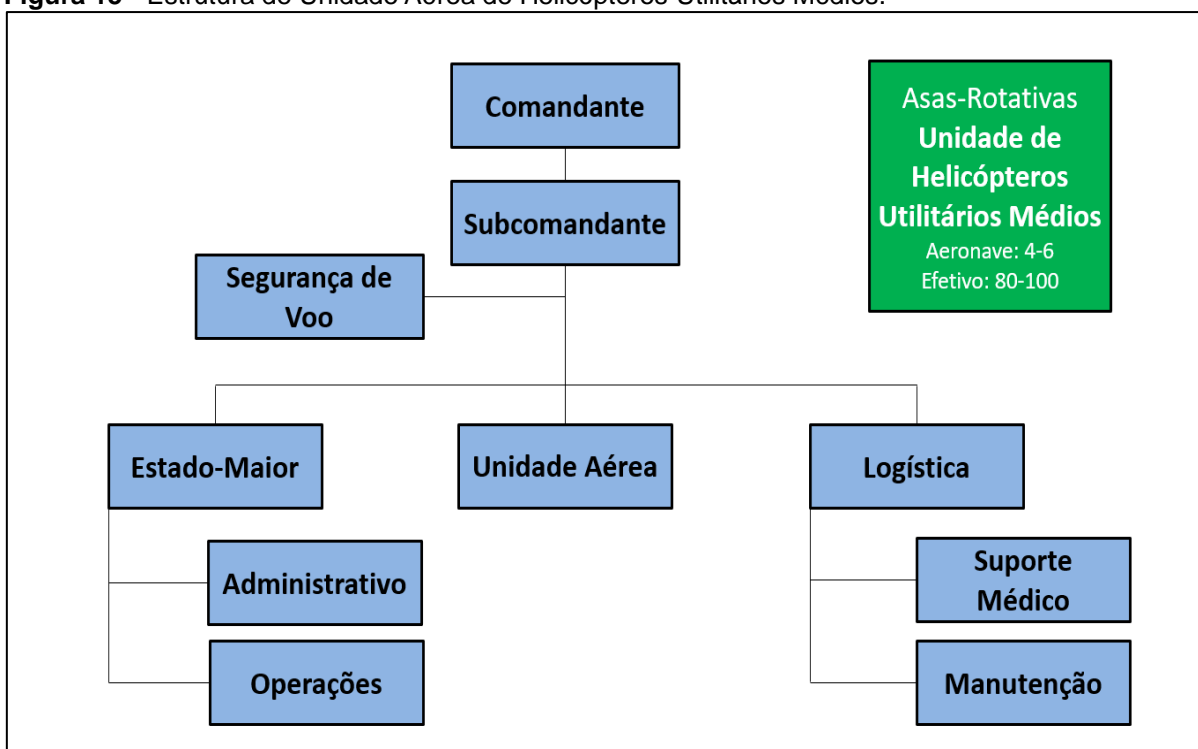 Figura 16 - Estrutura de Unidade Aérea de Helicópteros Utilitários Médios.
Comandante
Subcomandante
Segurança de
Voo
Asas-Rotativas
Unidade de
Helicópteros
Utilitários Médios
Aeronave: 4-6
Efetivo: 80-100
Estado-Maior
Unidade Aérea
Logística
Administrativo
Operações
Suporte
Médico
Manutenção